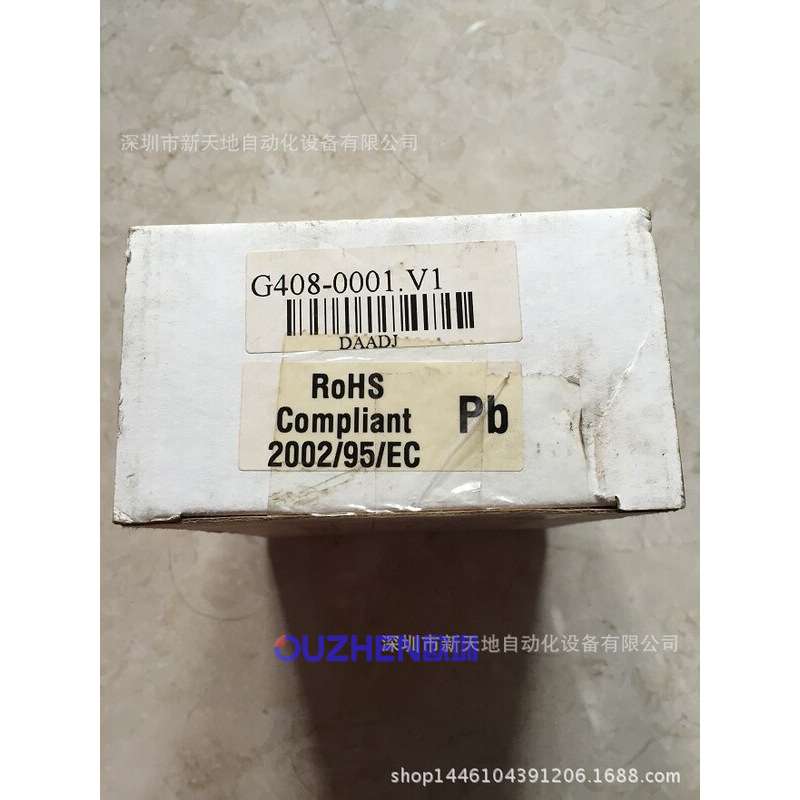 深圳市新天地自动化设备有限公司
G408-0001.V1
DAADJ
RoHS
Compliant
2002/95/EC
Pb
OUZHEN
深圳市新天地自动化设备有限公司
shop1446104391206.1688.com